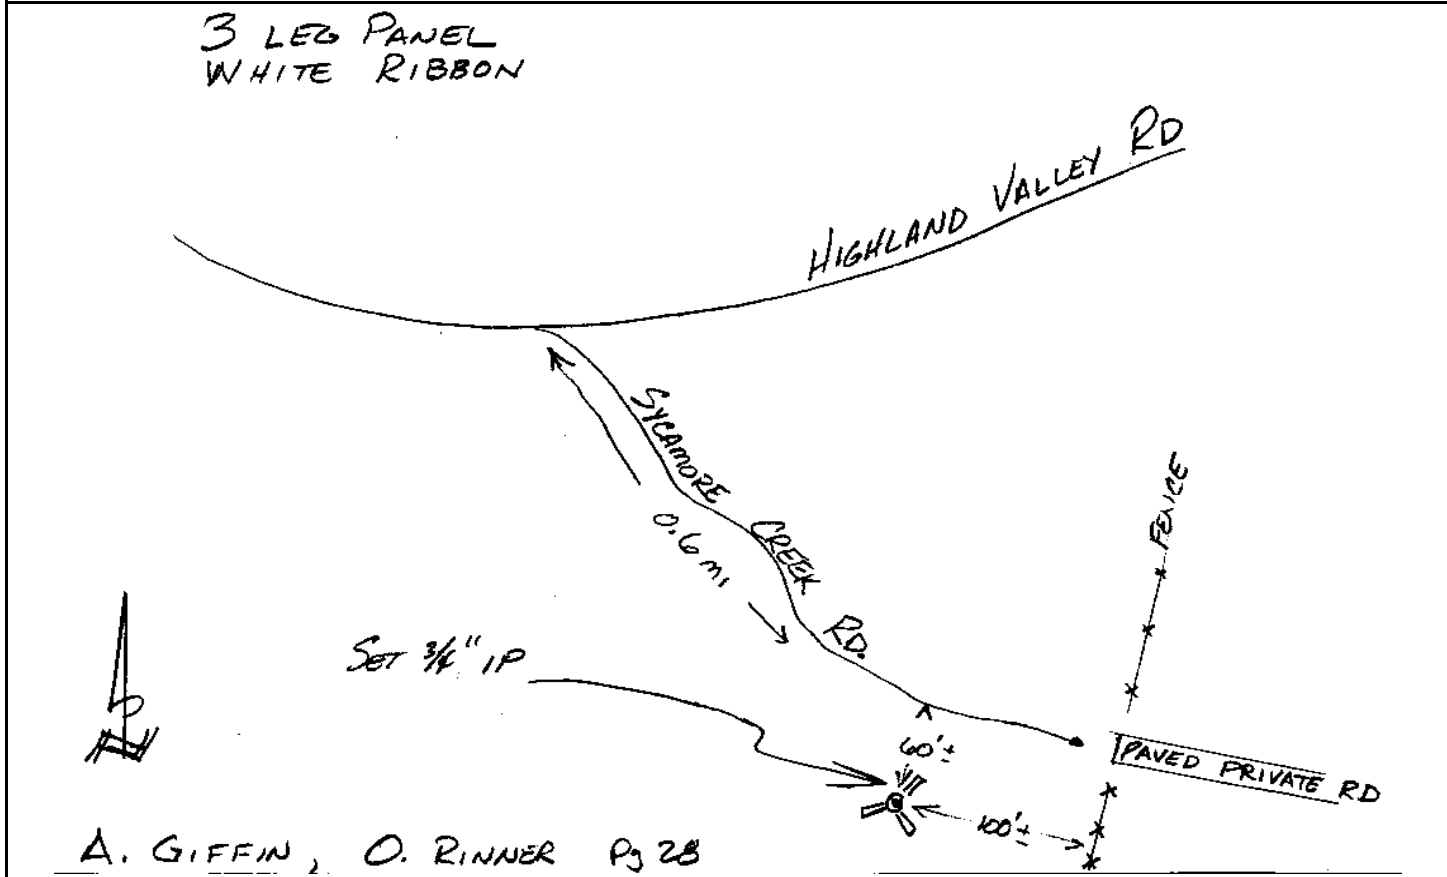 3 LEG PANEL
WHITE RIBBON
HIGHLAND VALLEY RD
SYCAMORE CREEK RD.
0.6 mi
FENCE
SET 3/4" IP
60'±
PAVED PRIVATE RD
100'±
A. GIFFIN, O. RINNER Pg 28